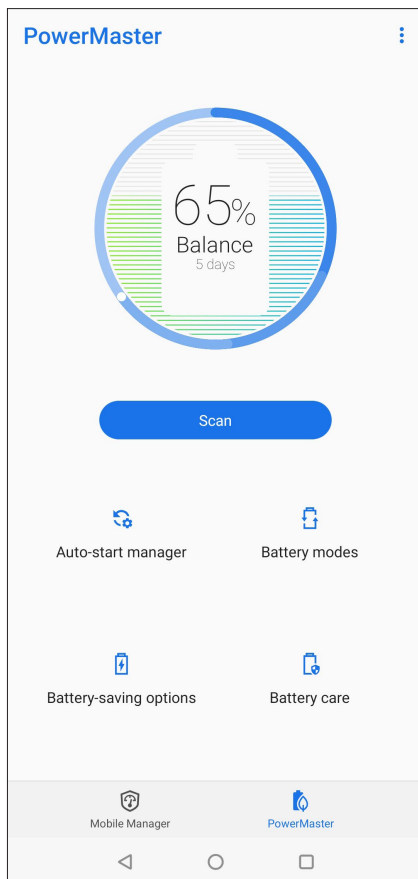 PowerMaster
65%
Balance
5 days
Scan
Auto-start manager
Battery modes
Battery-saving options
Battery care
Mobile Manager
PowerMaster